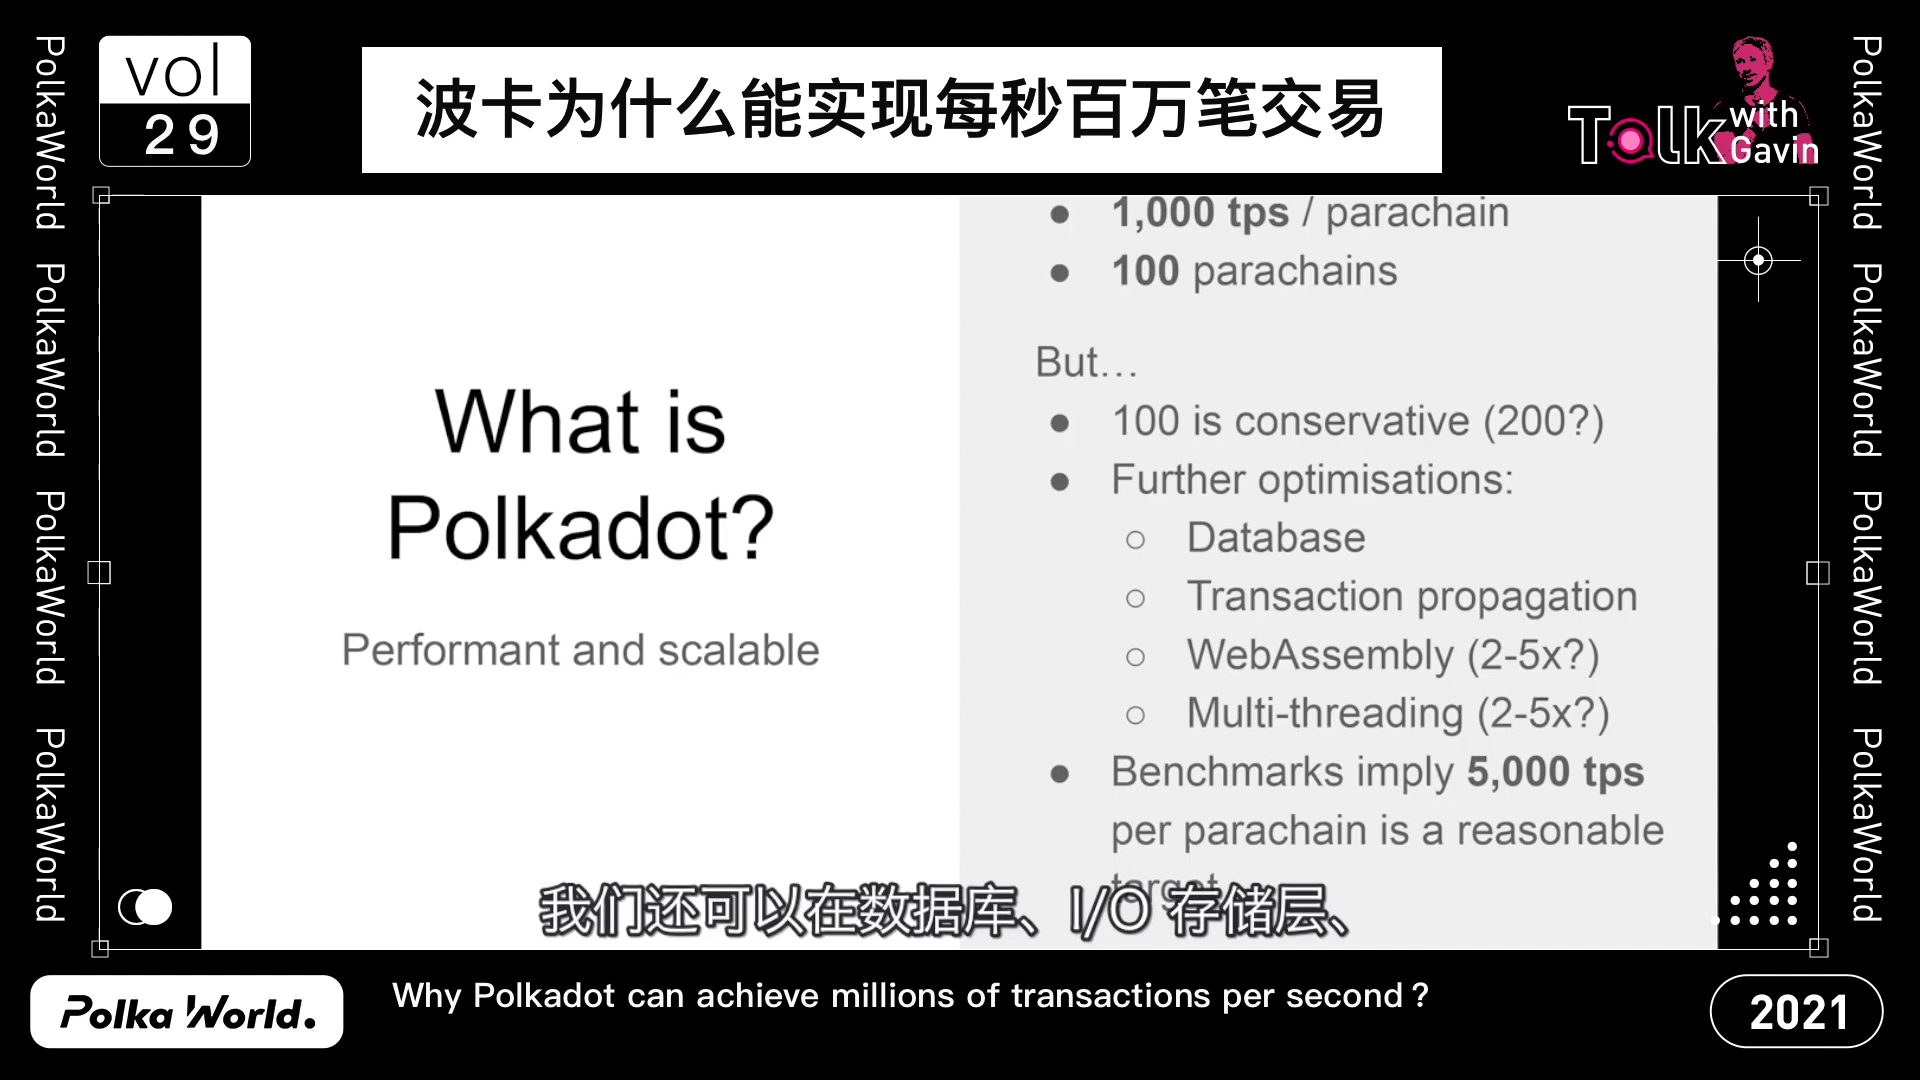 vol
29
波卡为什么能实现每秒百万笔交易
Talk with Gavin
PolkaWorld PolkaWorld PolkaWorld PolkaWorld
PolkaWorld PolkaWorld PolkaWorld PolkaWorld
What is
Polkadot?
Performant and scalable
1,000 tps / parachain
100 parachains
But…
100 is conservative (200?)
Further optimisations:
Database
Transaction propagation
WebAssembly (2-5x?)
Multi-threading (2-5x?)
Benchmarks imply 5,000 tps
per parachain is a reasonable
target
我们还可以在数据库、I/O 存储层、
Polka World.
Why Polkadot can achieve millions of transactions per second?
2021